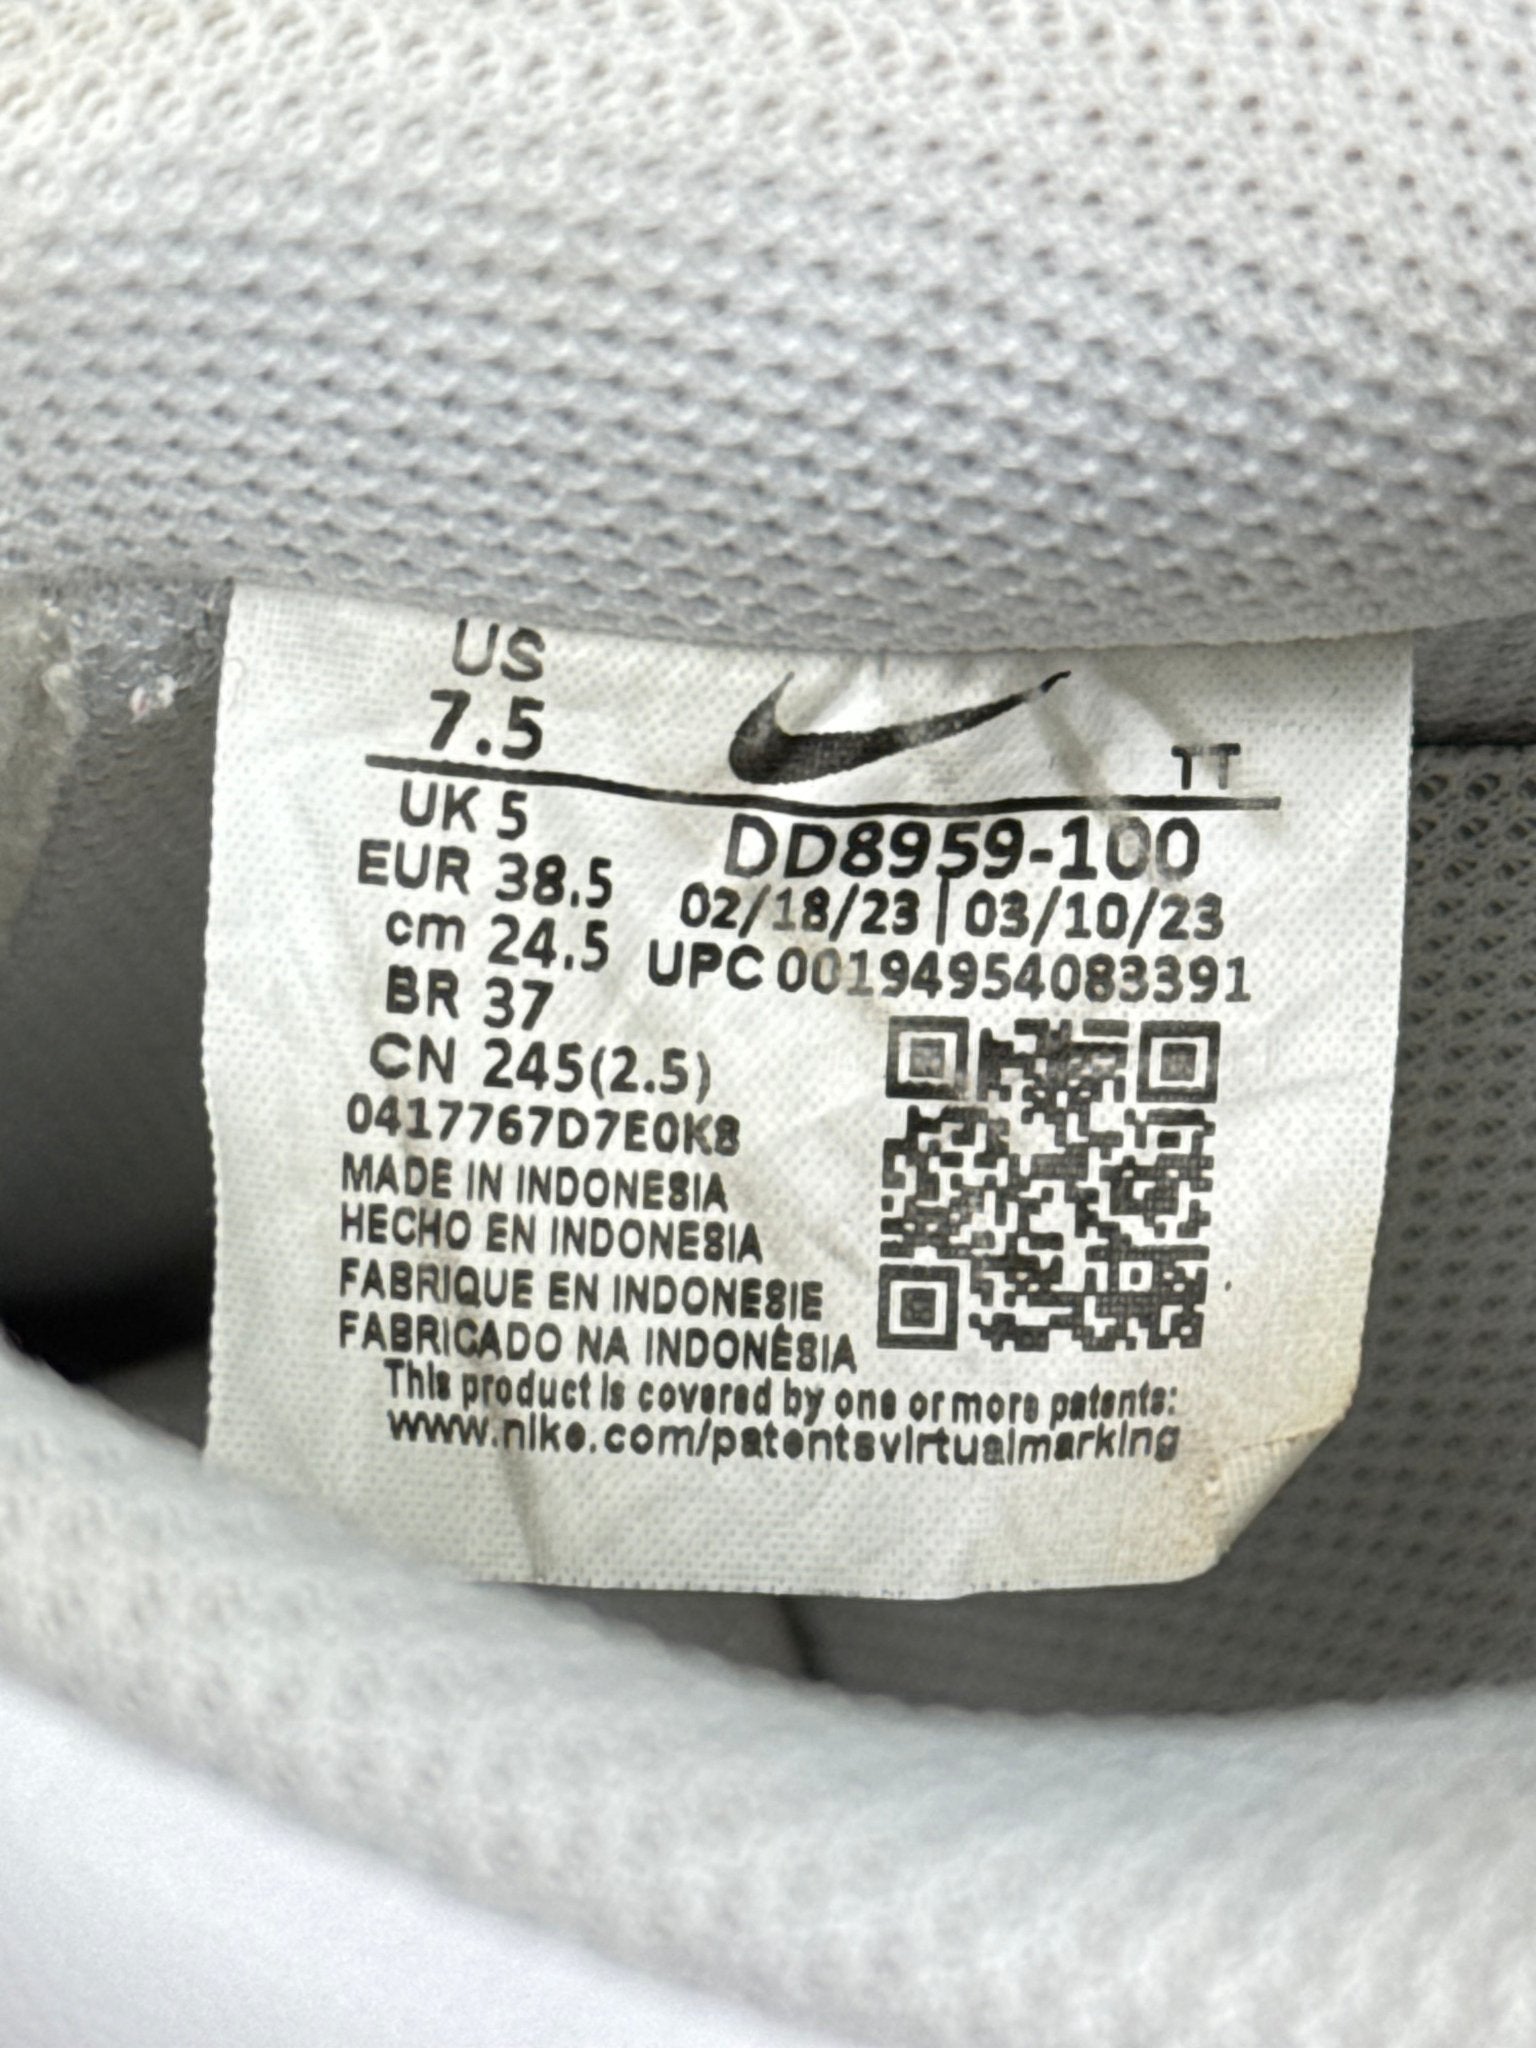 US
7.5
TT
UK 5
EUR 38.5
cm 24.5
BR 37
CN 245(2.5)
DD8959-100
02/18/23 | 03/10/23
UPC 00194954083391
0417767D7E0K8
MADE IN INDONESIA
HECHO EN INDONESIA
FABRIQUE EN INDONESIE
FABRICADO NA INDONÉSIA
This product is covered by one or more patents:
www.nike.com/patentsvirtualmarking